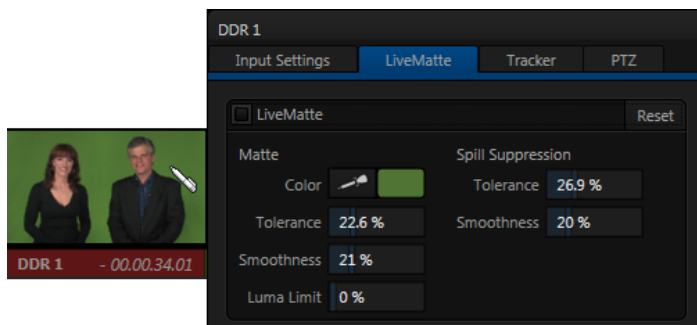 DDR 1
Input Settings LiveMatte Tracker PTZ
LiveMatte Reset
Matte Spill Suppression
Color Tolerance 26.9 %
Tolerance 22.6 % Smoothness 20 %
Smoothness 21 %
Luma Limit 0 %
DDR 1 - 00.00.34.01